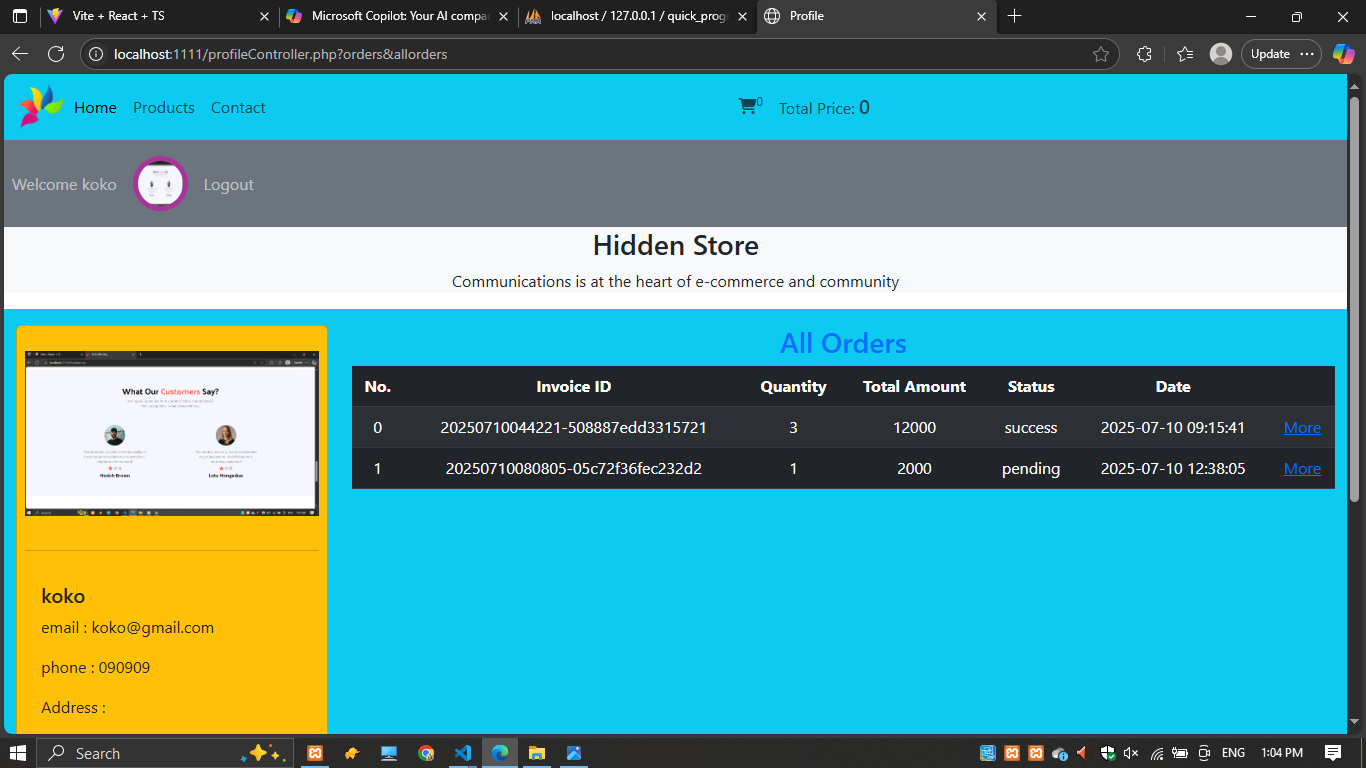 Vite + React + TS
Microsoft Copilot: Your AI compa
localhost / 127.0.0.1 / quick_prog
Profile
localhost:1111/profileController.php?orders&allorders
Update
Home Products Contact
0 Total Price: 0
Welcome koko Logout
Hidden Store
Communications is at the heart of e-commerce and community
What Our Customers Say?
All Orders
No. Invoice ID Quantity Total Amount Status Date
0 20250710044221-508887edd3315721 3 12000 success 2025-07-10 09:15:41 More
1 20250710080805-05c72f36fec232d2 1 2000 pending 2025-07-10 12:38:05 More
koko
email : koko@gmail.com
phone : 090909
Address :
Search
ENG
1:04 PM